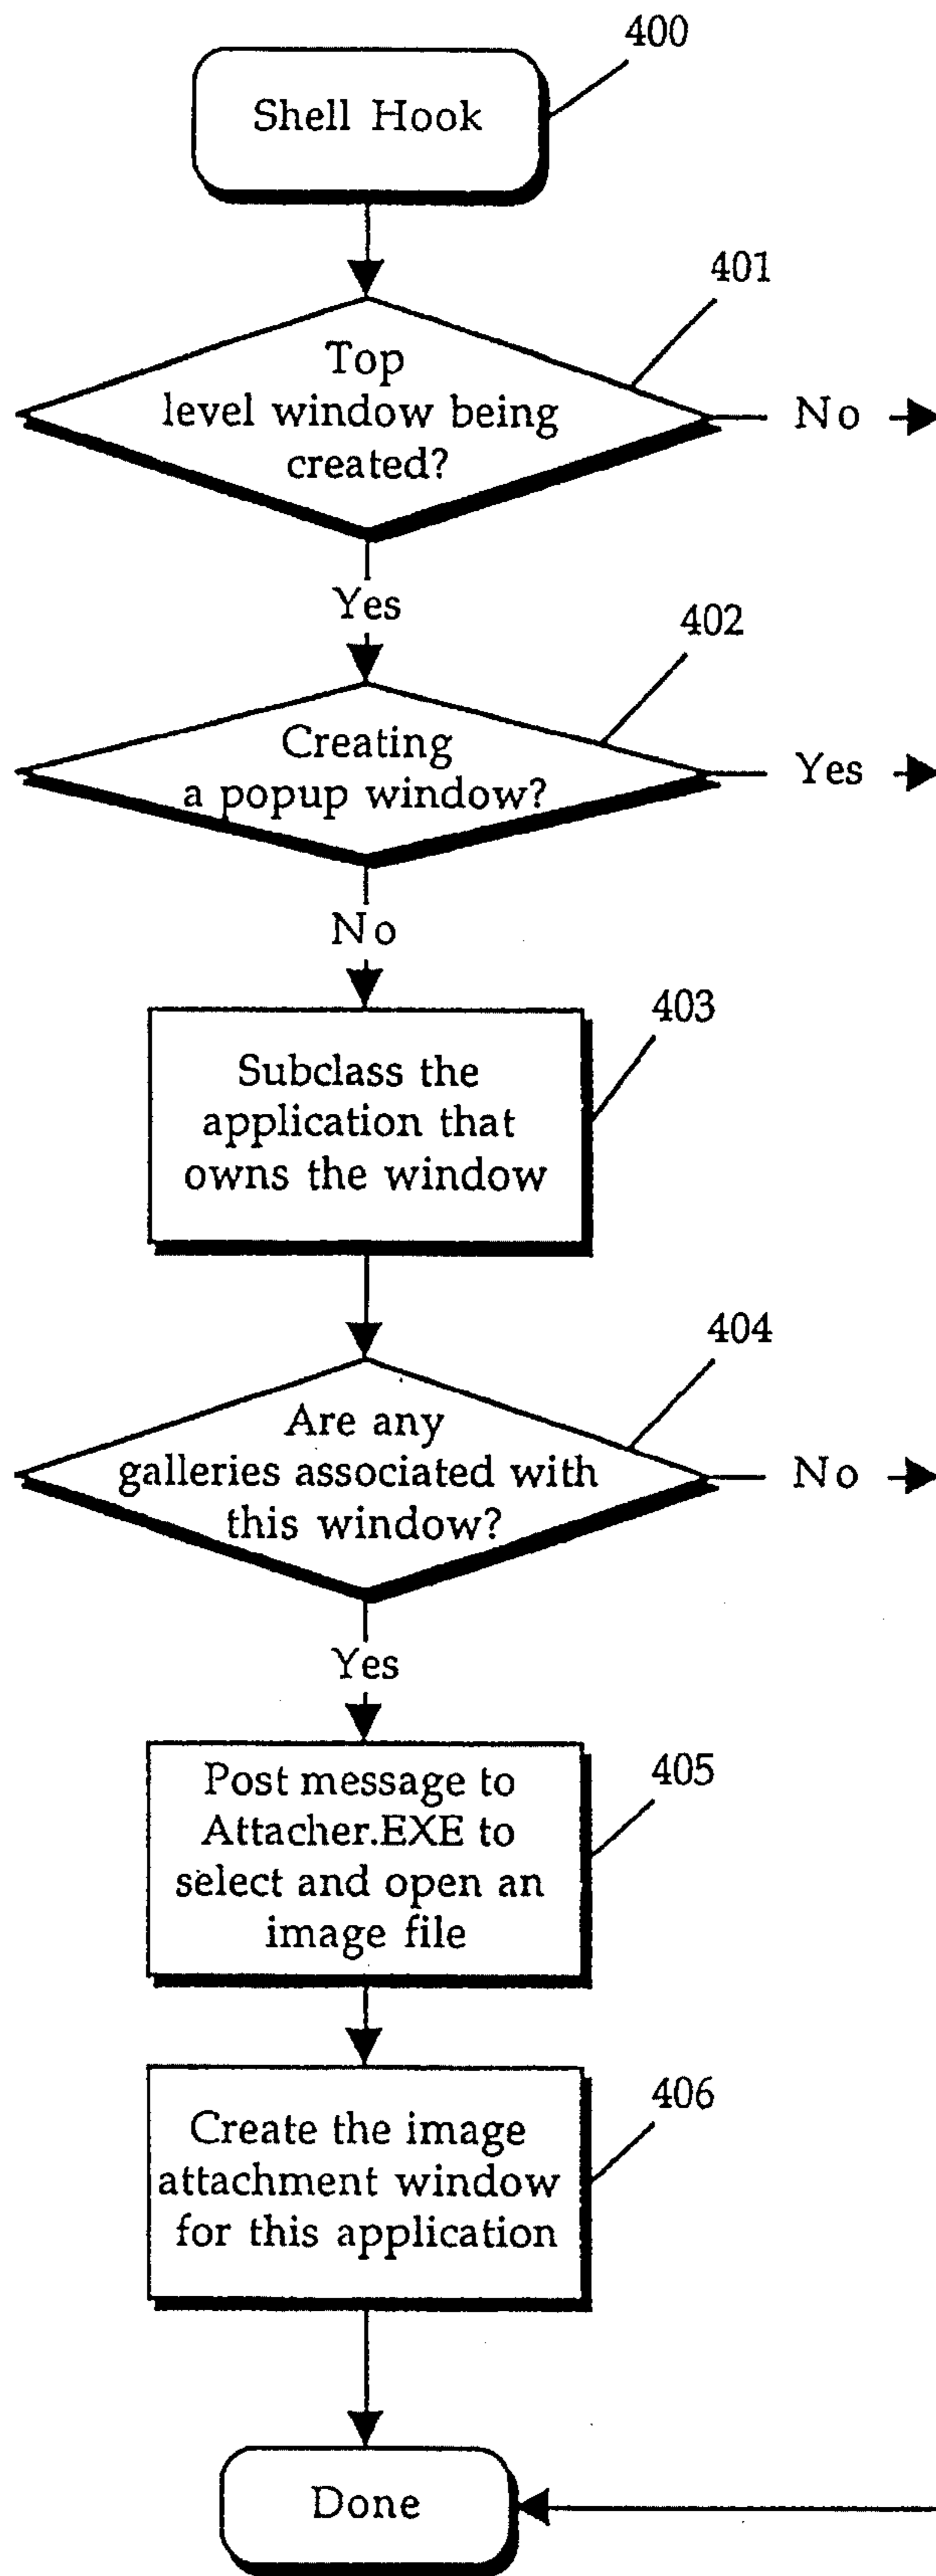 400
Shell Hook
401
Top
level window being
created?
No
Yes
402
Creating
a popup window?
Yes
No
403
Subclass the
application that
owns the window
404
Are any
galleries associated with
this window?
No
Yes
405
Post message to
Attacher.EXE to
select and open an
image file
406
Create the image
attachment window
for this application
Done